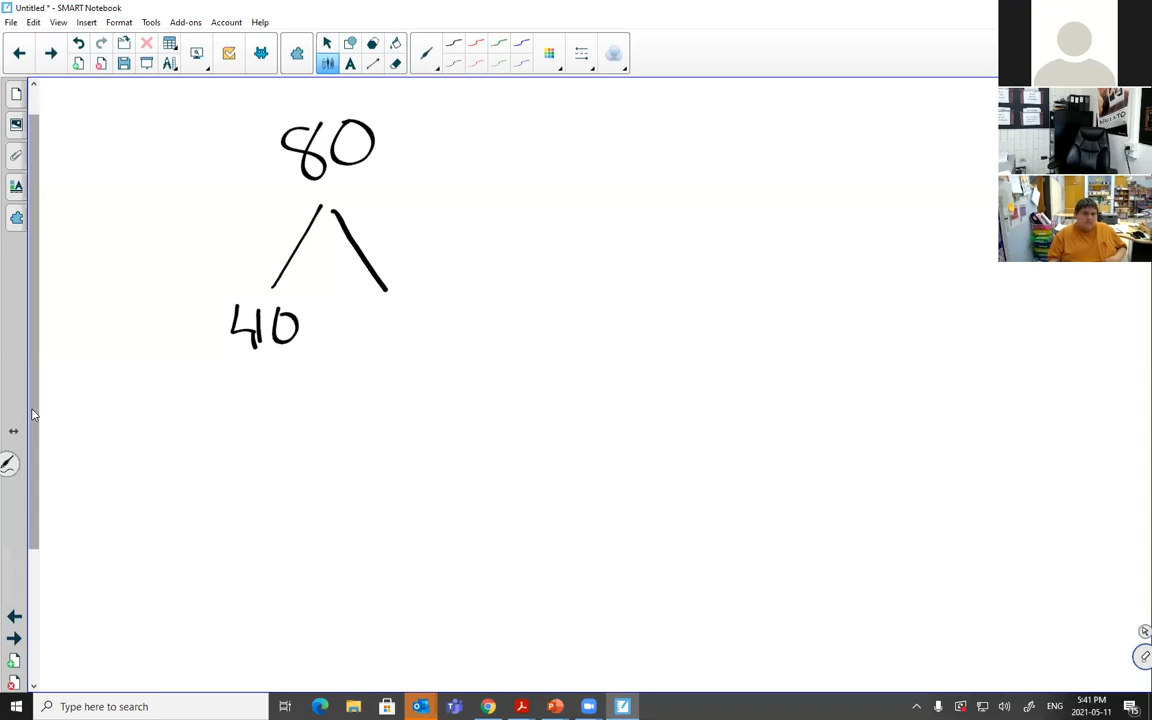 Untitled * - SMART Notebook
File Edit View Insert Format Tools Add-ons Account Help
80
40
Type here to search
ENG
5:41 PM
2021-05-11
15